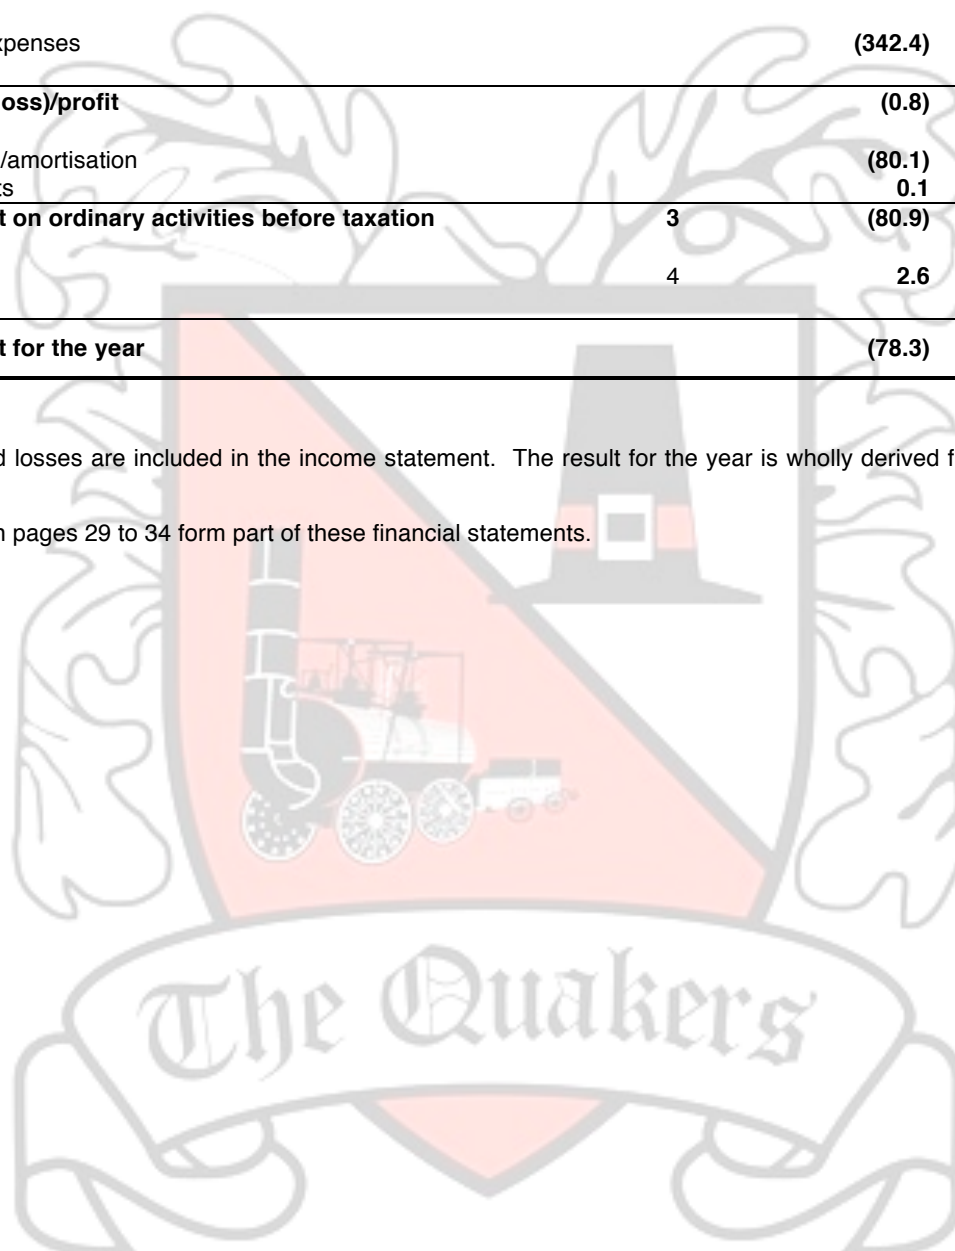 xpenses (342.4)
oss)/profit (0.8)
/amortisation (80.1)
ts 0.1
t on ordinary activities before taxation 3 (80.9)
4 2.6
t for the year (78.3)
d losses are included in the income statement. The result for the year is wholly derived f
n pages 29 to 34 form part of these financial statements.
The Quakers